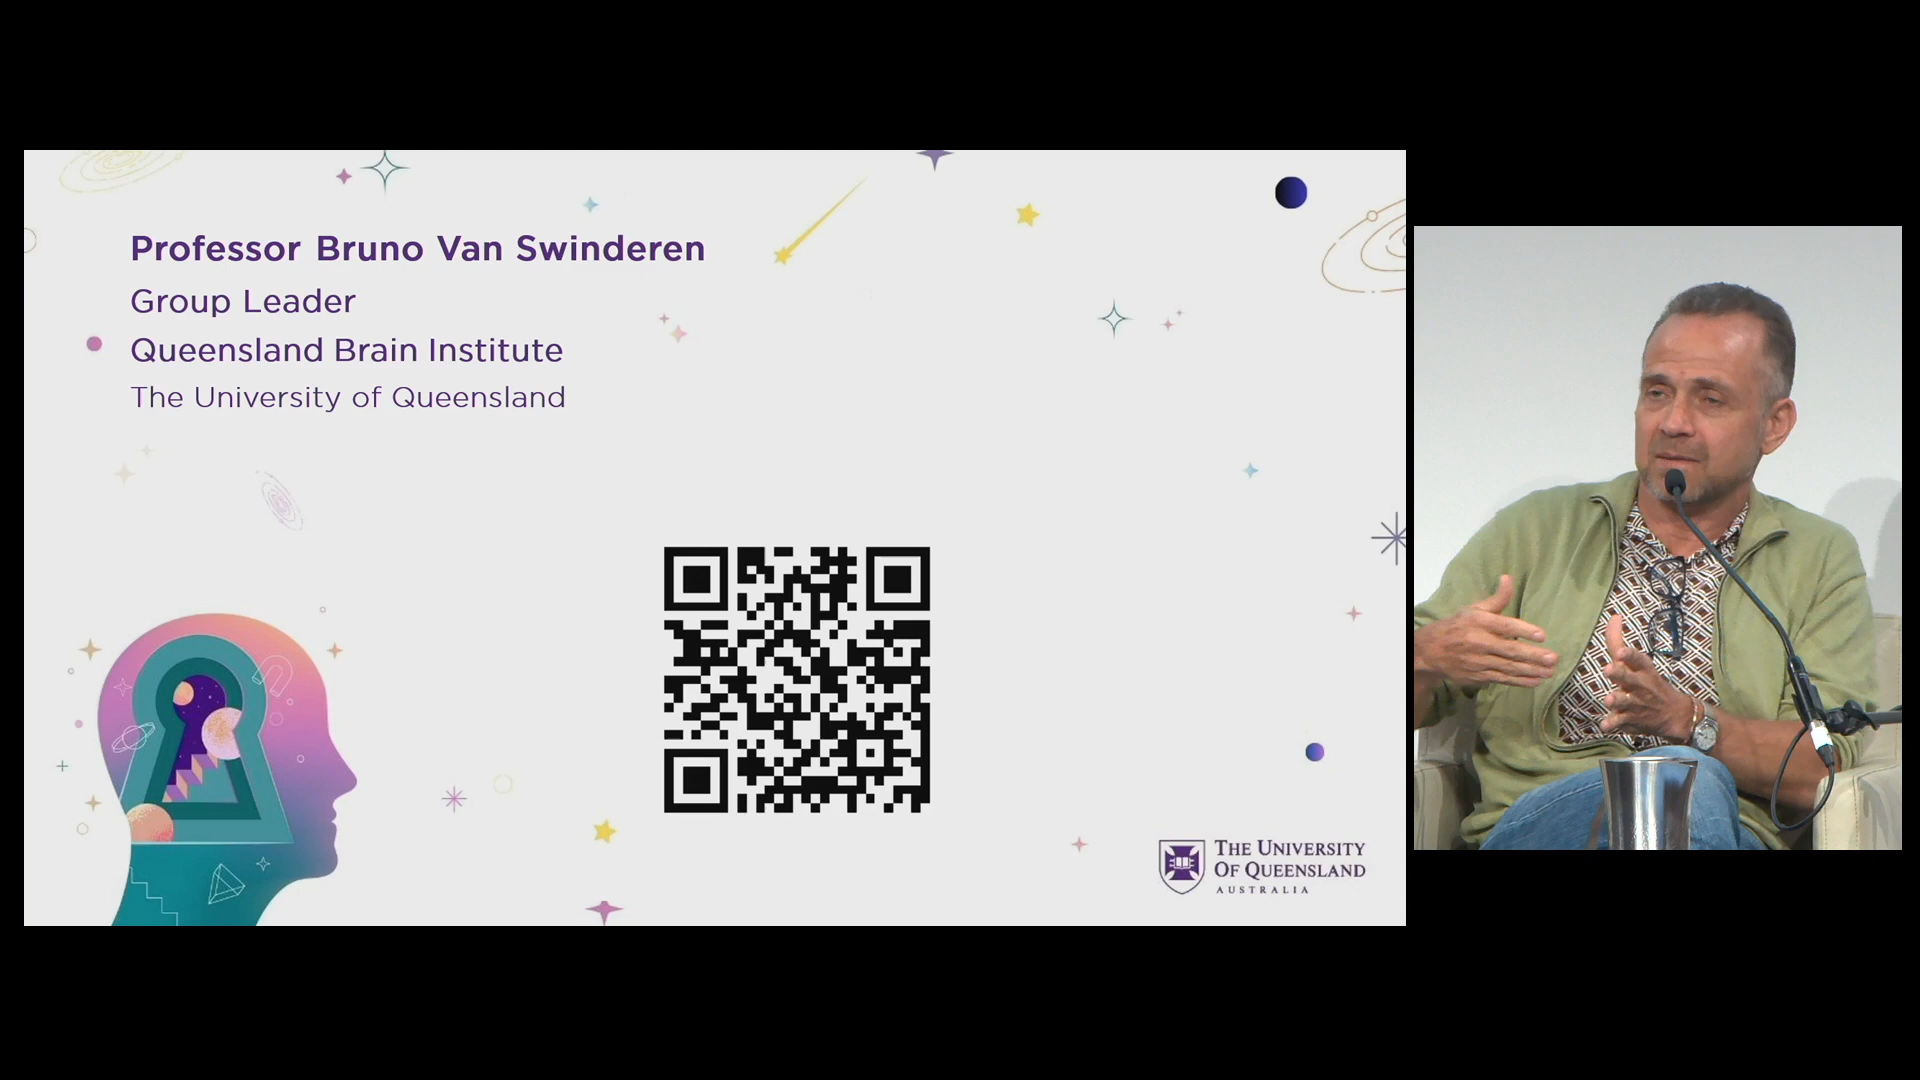 Professor Bruno Van Swinderen
Group Leader
Queensland Brain Institute
The University of Queensland
THE UNIVERSITY
OF QUEENSLAND
AUSTRALIA